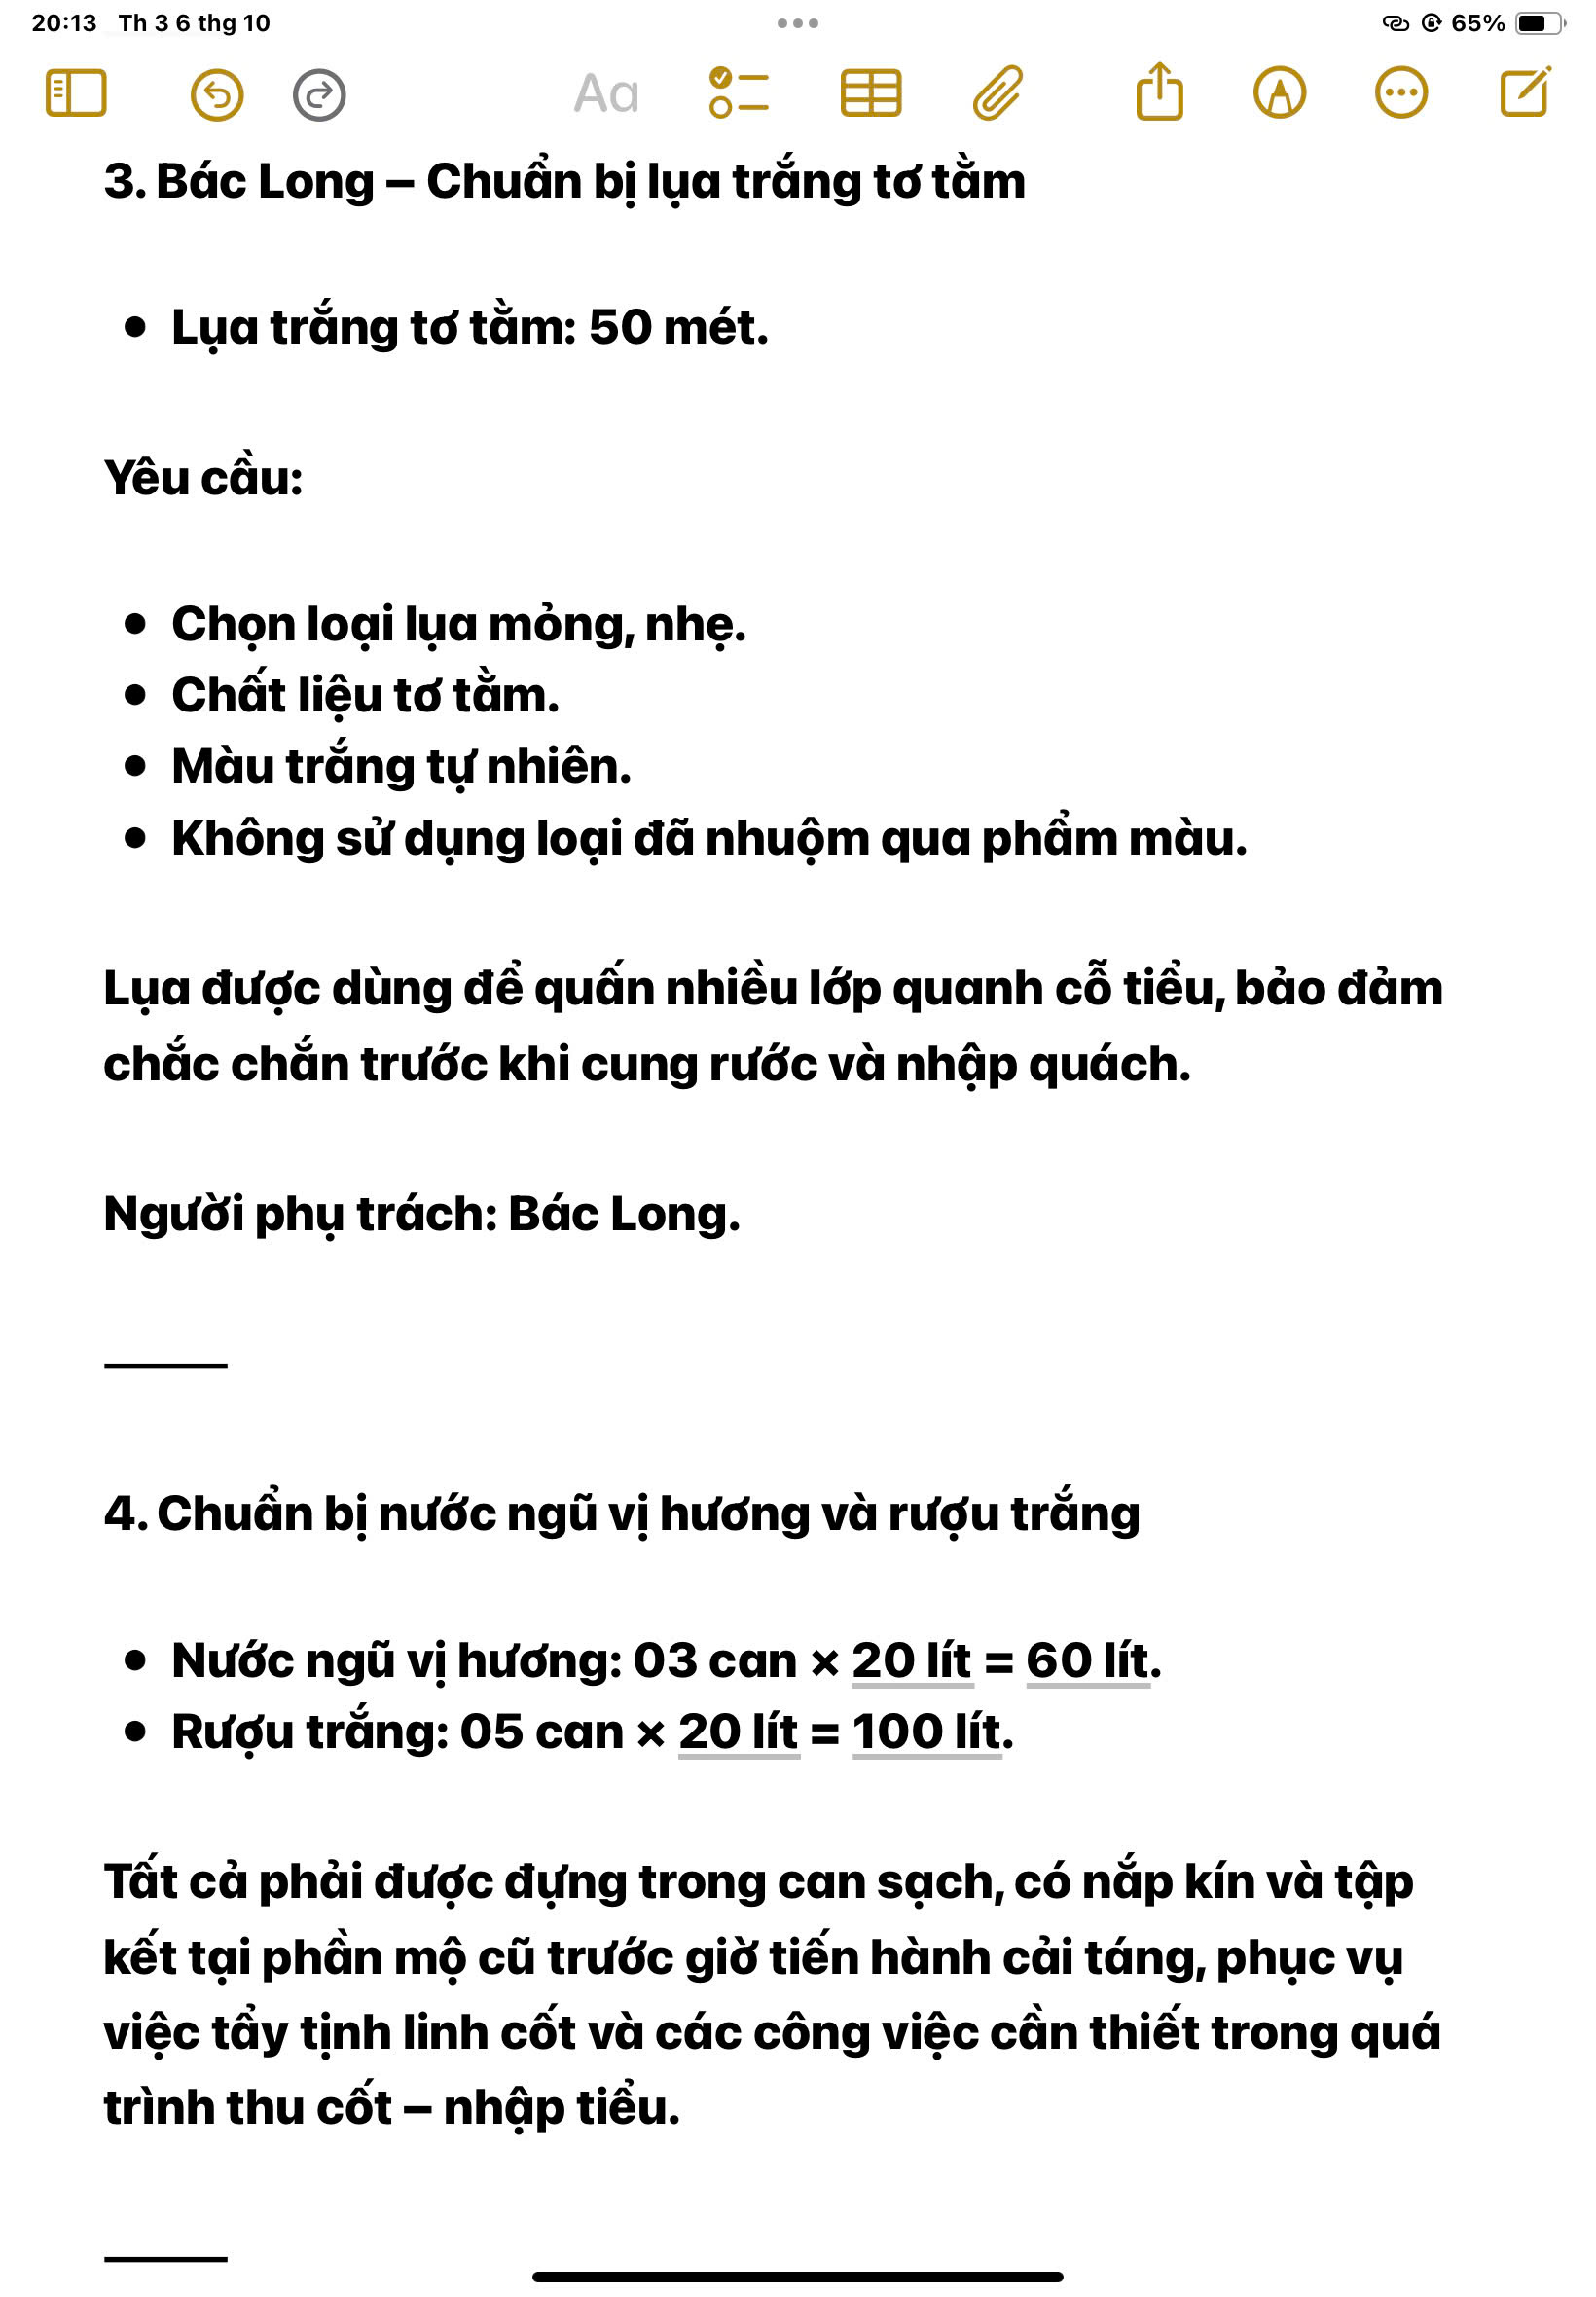 20:13 Th 3 6 thg 10
65%
Aa
3. Bác Long – Chuẩn bị lụa trắng tơ tằm
• Lụa trắng tơ tằm: 50 mét.
Yêu cầu:
• Chọn loại lụa mỏng, nhẹ.
• Chất liệu tơ tằm.
• Màu trắng tự nhiên.
• Không sử dụng loại đã nhuộm qua phẩm màu.
Lụa được dùng để quấn nhiều lớp quanh cỗ tiểu, bảo đảm
chắc chắn trước khi cung rước và nhập quách.
Người phụ trách: Bác Long.
4. Chuẩn bị nước ngũ vị hương và rượu trắng
• Nước ngũ vị hương: 03 can × 20 lít = 60 lít.
• Rượu trắng: 05 can × 20 lít = 100 lít.
Tất cả phải được đựng trong can sạch, có nắp kín và tập
kết tại phần mộ cũ trước giờ tiến hành cải táng, phục vụ
việc tẩy tịnh linh cốt và các công việc cần thiết trong quá
trình thu cốt – nhập tiểu.